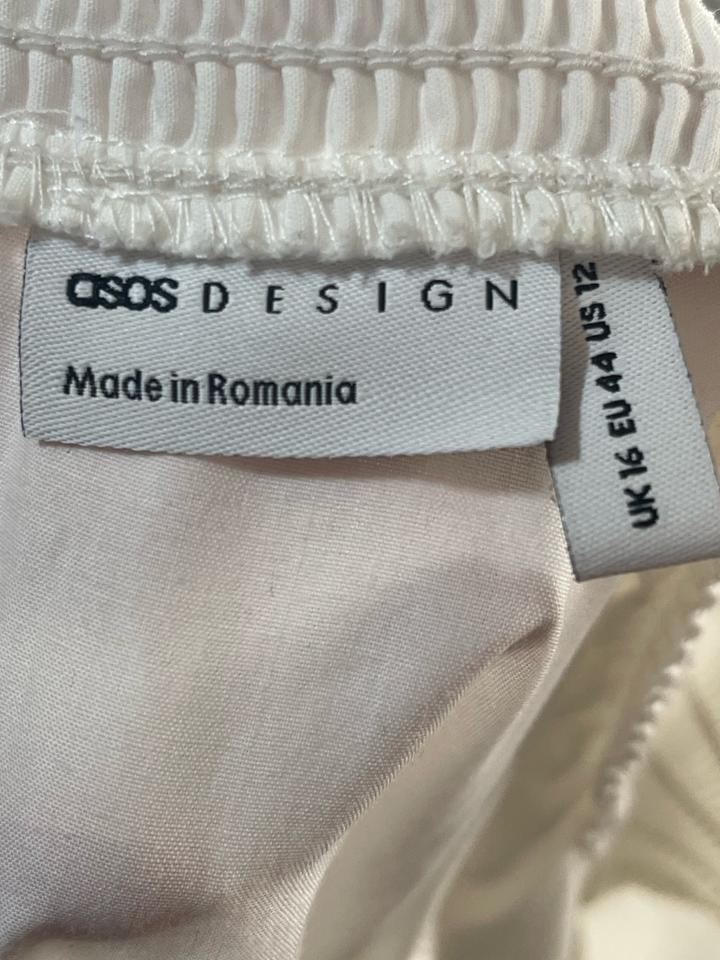 asos DESIGN
Made in Romania
UK 16 EU 44 US 12